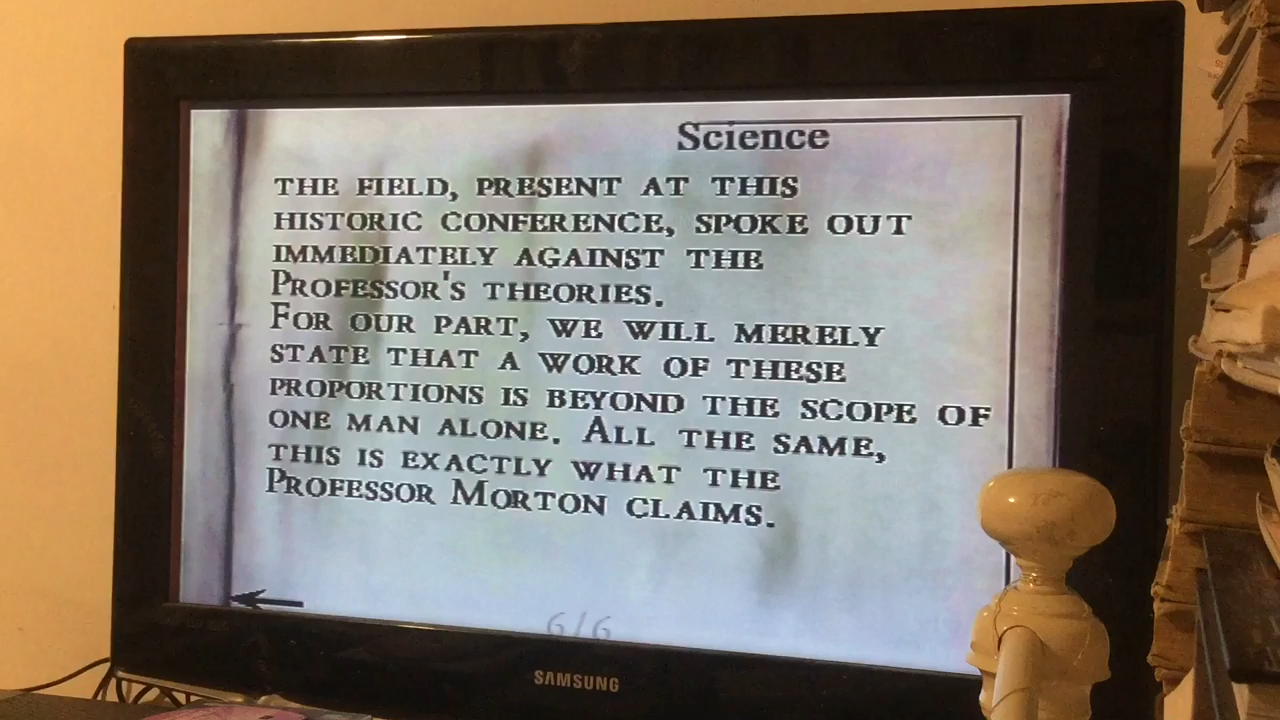 Science
THE FIELD, PRESENT AT THIS
HISTORIC CONFERENCE, SPOKE OUT
IMMEDIATELY AGAINST THE
PROFESSOR'S THEORIES.
FOR OUR PART, WE WILL MERELY
STATE THAT A WORK OF THESE
PROPORTIONS IS BEYOND THE SCOPE OF
ONE MAN ALONE. ALL THE SAME,
THIS IS EXACTLY WHAT THE
PROFESSOR MORTON CLAIMS.
6/6
SAMSUNG